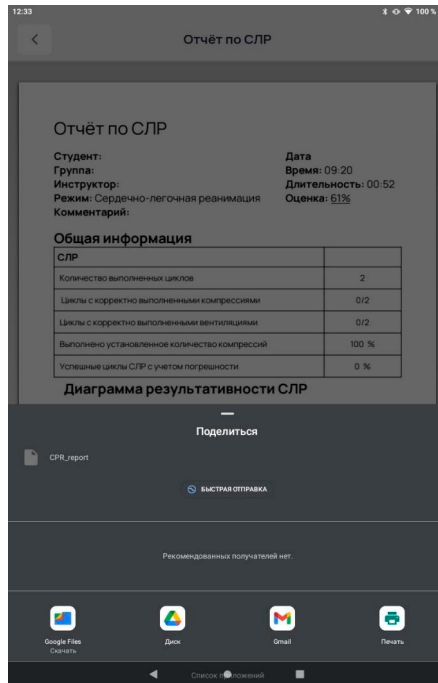 12:33
100 %
Отчёт по СЛР
Отчёт по СЛР
Студент:
Дата
Группа:
Время: 09:20
Инструктор:
Длительность: 00:52
Режим: Сердечно-легочная реанимация
Оценка: 61%
Комментарий:
Общая информация
СЛР
Количество выполненных циклов 2
Циклы с корректно выполненными компрессиями 0/2
Циклы с корректно выполненными вентиляциями 0/2
Выполнено установленное количество компрессий 100 %
Успешные циклы СЛР с учетом погрешности 0 %
Диаграмма результативности СЛР
Поделиться
CPR_report
БЫСТРАЯ ОТПРАВКА
Рекомендованных получателей нет.
Google Files
Скачать
Диск
Gmail
Печать
Список приложений